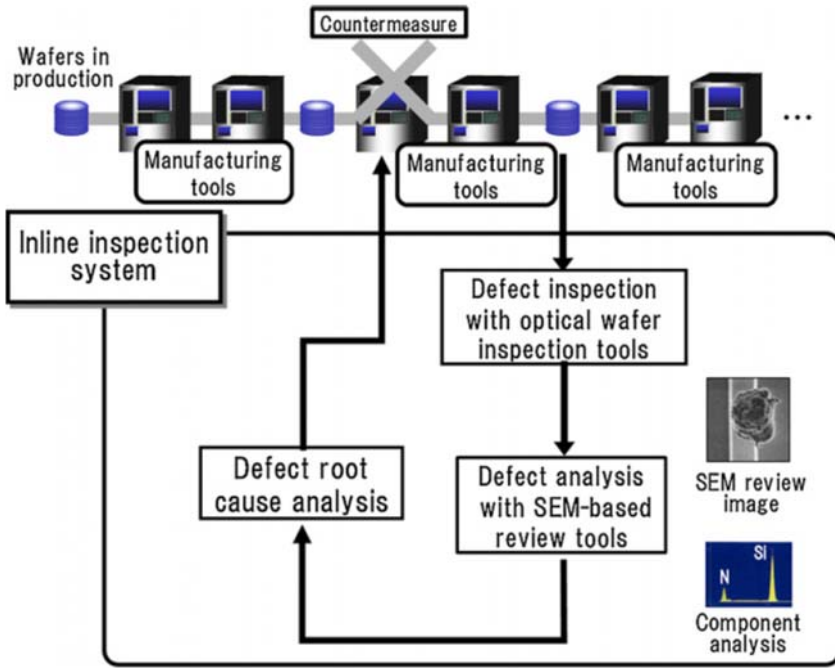 Countermeasure
Wafers in
production
...
Manufacturing
tools
Manufacturing
tools
Manufacturing
tools
Inline inspection
system
Defect inspection
with optical wafer
inspection tools
Defect root
cause analysis
Defect analysis
with SEM-based
review tools
SEM review
image
N
SI
Component
analysis